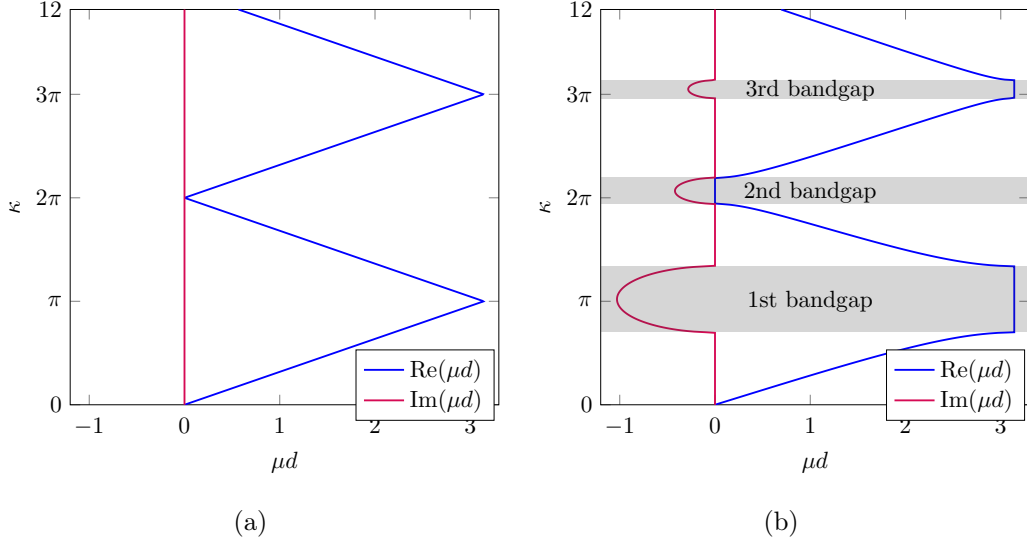 12
3π
κ
2π
π
0
−1
0
1
2
3
μd
Re(μd)
Im(μd)
(a)
12
3π
κ
2π
π
0
−1
0
1
2
3
μd
3rd bandgap
2nd bandgap
1st bandgap
Re(μd)
Im(μd)
(b)